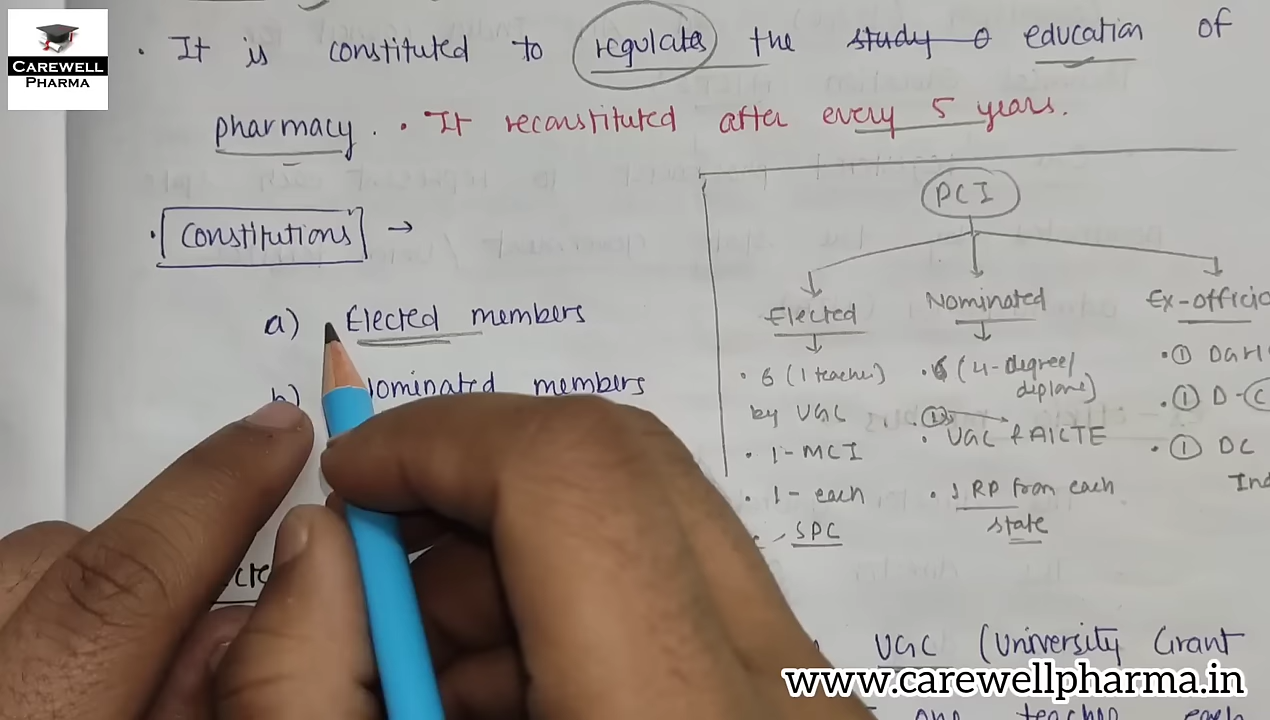 CAREWELL
PHARMA
• It is constituted to regulates the study o education of
pharmacy. • It reconstituted after every 5 years.
• Constitutions →
a) Elected members
b) Nominated members
PCI
Elected
• 6 (1 teacher)
by UGC
• 1-MCI
• 1- each
SPC
Nominated
• 6 (4-degree/
diplome)
• ①
• UGC & AICTE
• 1 RP from each
state
Ex-officio
• ①
• ① D-C
• ① DC
UGC (University Grant
www.carewellpharma.in
one teacher each